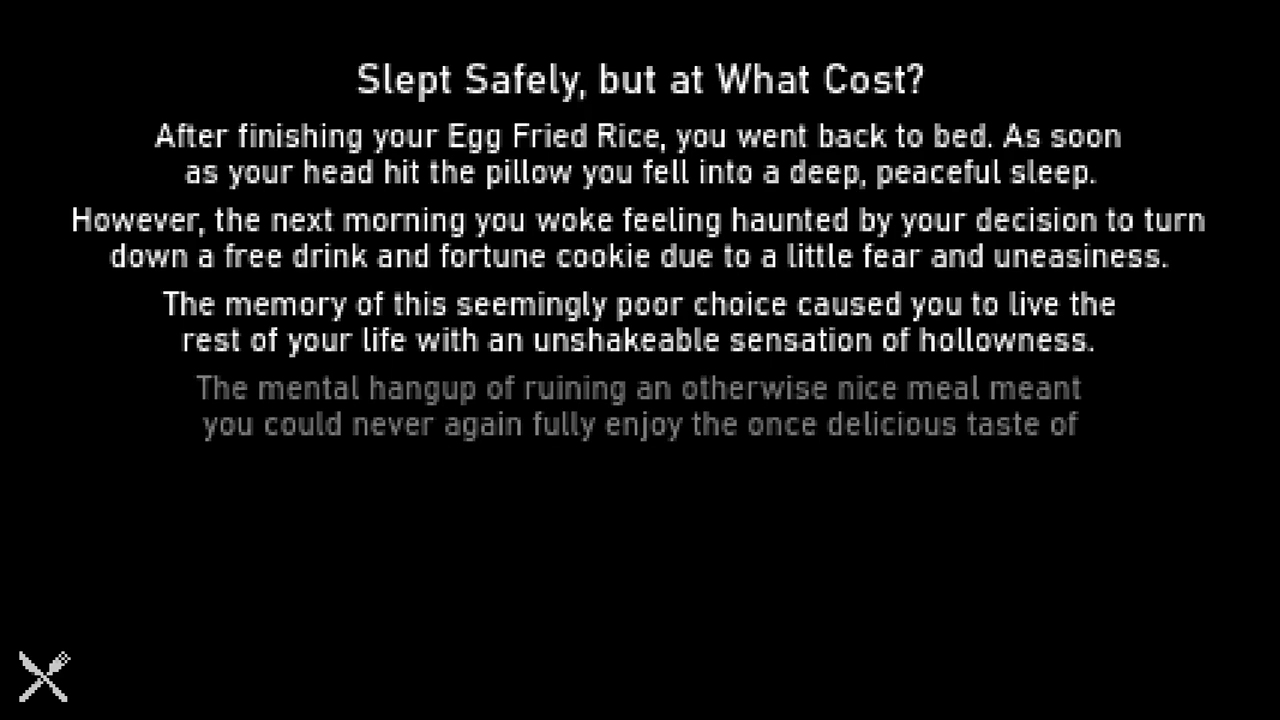 Slept Safely, but at What Cost?
After finishing your Egg Fried Rice, you went back to bed. As soon
as your head hit the pillow you fell into a deep, peaceful sleep.
However, the next morning you woke feeling haunted by your decision to turn
down a free drink and fortune cookie due to a little fear and uneasiness.
The memory of this seemingly poor choice caused you to live the
rest of your life with an unshakeable sensation of hollowness.
The mental hangup of ruining an otherwise nice meal meant
you could never again fully enjoy the once delicious taste of